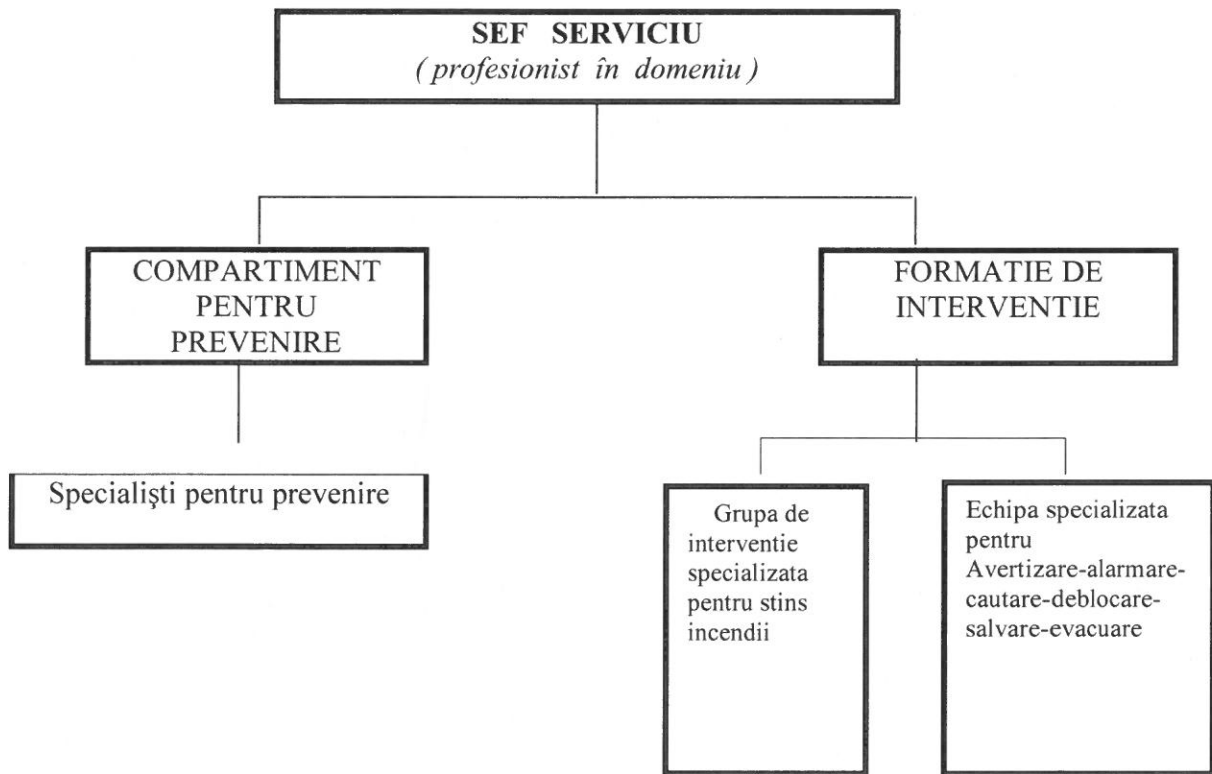 SEF SERVICIU
( profesionist în domeniu )
COMPARTIMENT
PENTRU
PREVENIRE
FORMATIE DE
INTERVENTIE
Specialişti pentru prevenire
Grupa de
interventie
specializata
pentru stins
incendii
Echipa specializata
pentru
Avertizare-alarmare-
cautare-deblocare-
salvare-evacuare